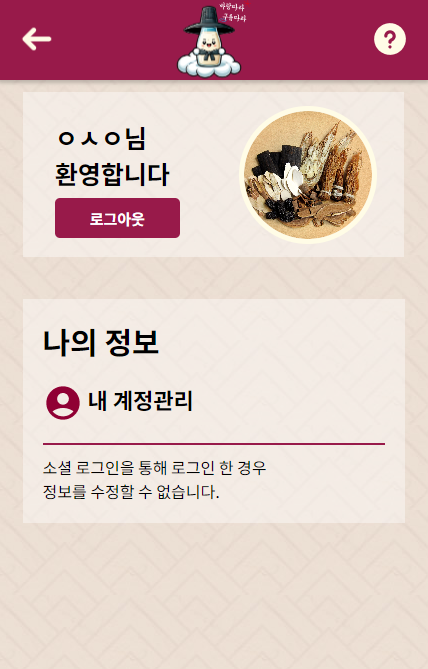 ?
ㅇㅅㅇ님
환영합니다
로그아웃
나의 정보
내 계정관리
소셜 로그인을 통해 로그인 한 경우
정보를 수정할 수 없습니다.